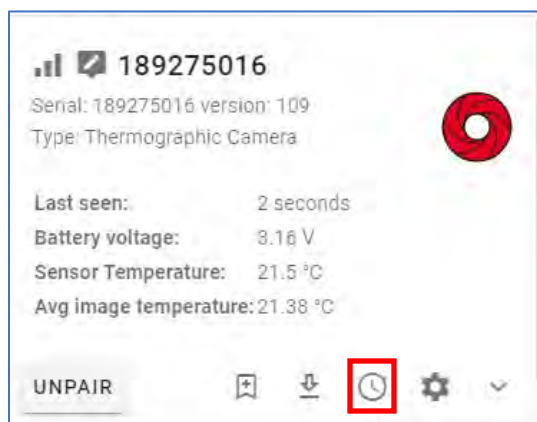 189275016
Serial: 189275016 version: 109
Type: Thermographic Camera
Last seen: 2 seconds
Battery voltage: 3.16 V
Sensor Temperature: 21.5 °C
Avg image temperature: 21.38 °C
UNPAIR